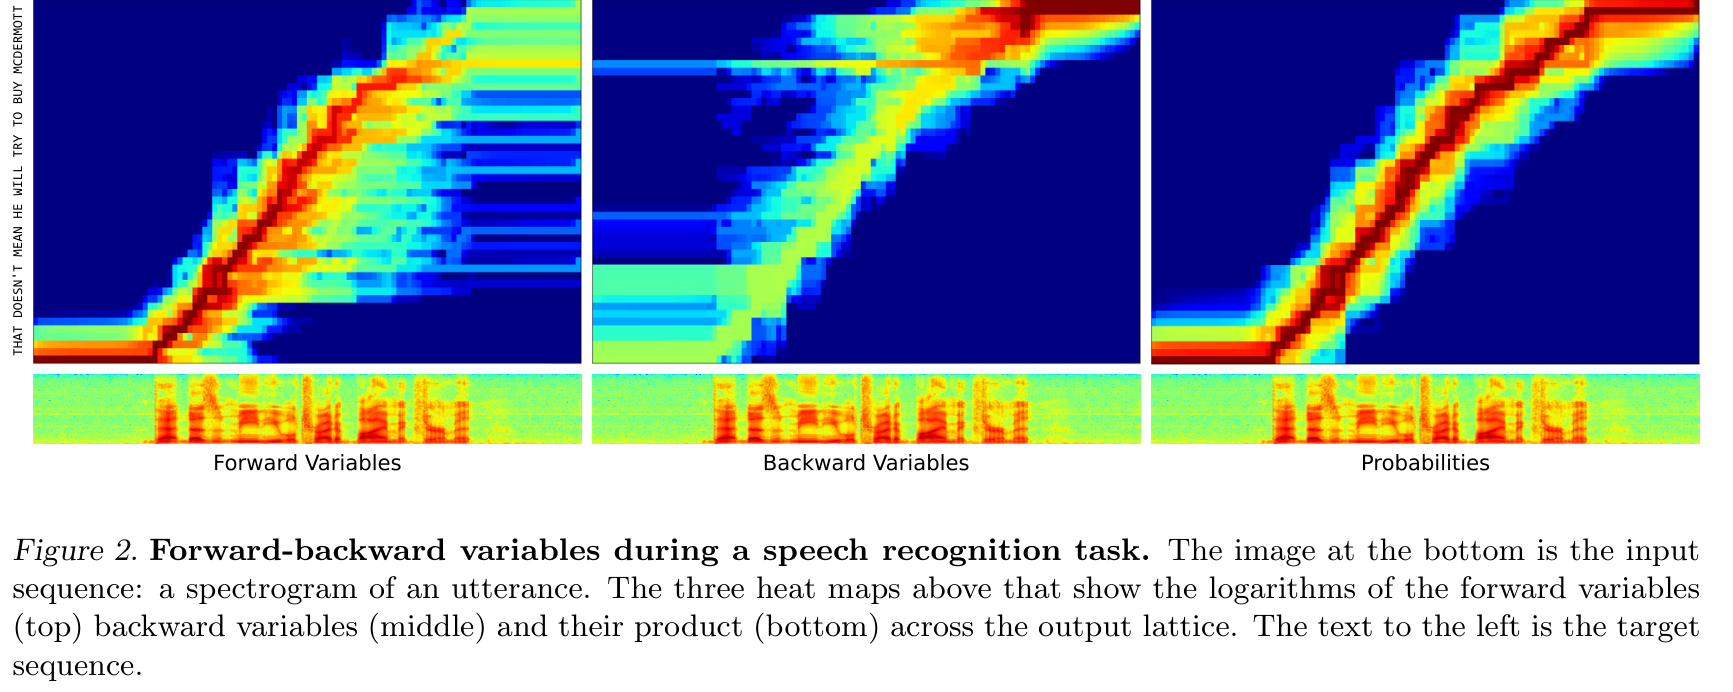 THAT DOESN'T MEAN HE WILL TRY TO BUY MCDERMOTT
Forward Variables
Backward Variables
Probabilities
Figure 2. Forward-backward variables during a speech recognition task. The image at the bottom is the input
sequence: a spectrogram of an utterance. The three heat maps above that show the logarithms of the forward variables
(top) backward variables (middle) and their product (bottom) across the output lattice. The text to the left is the target
sequence.